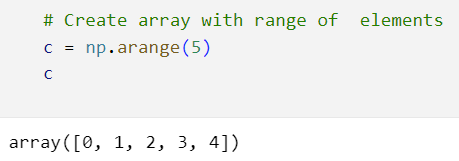 # Create array with range of  elements
c = np.arange(5)
c
array([0, 1, 2, 3, 4])